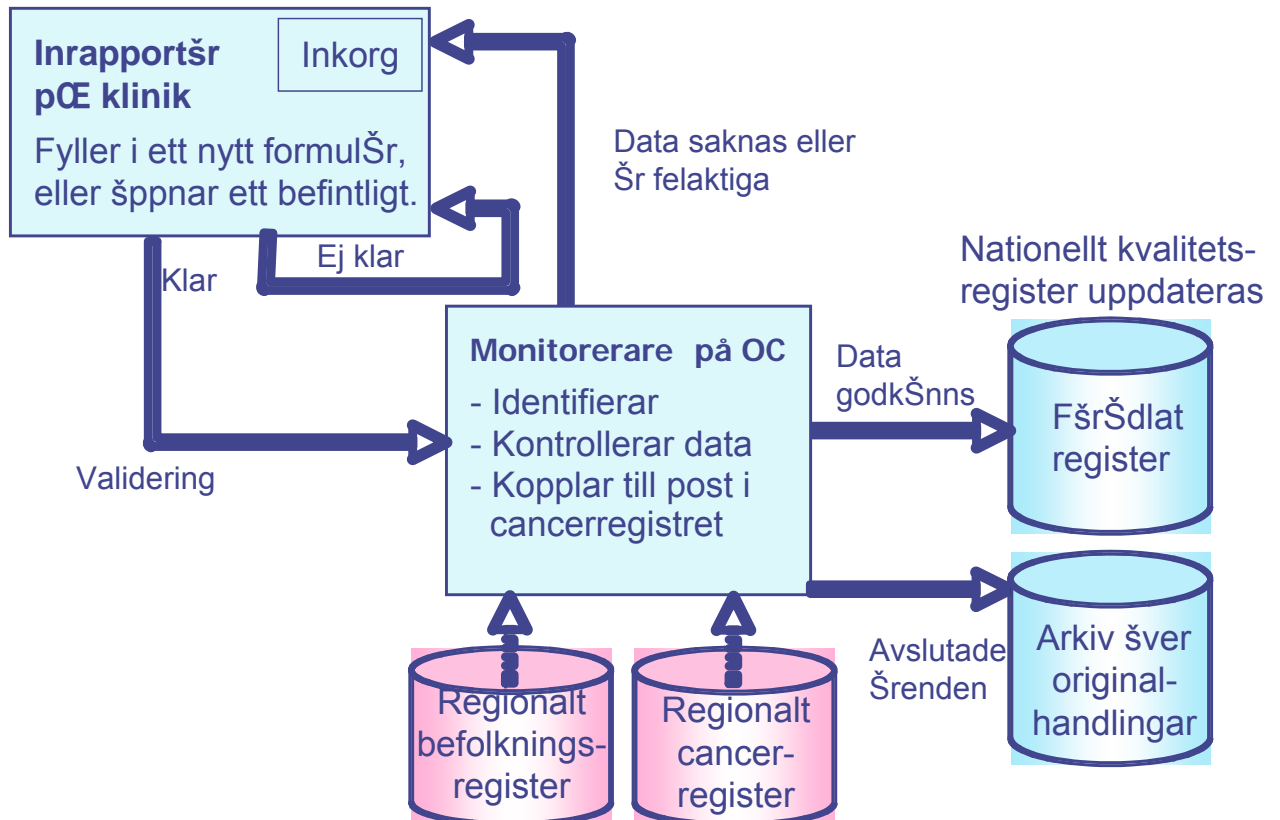 Inrapportšr
pŒ klinik
Inkorg
Fyller i ett nytt formulŠr,
eller šppnar ett befintligt.
Data saknas eller
Šr felaktiga
Ej klar
Klar
Validering
Monitorerare på OC
- Identifierar
- Kontrollerar data
- Kopplar till post i
cancerregistret
Data
godkŠnns
Nationellt kvalitets-
register uppdateras
FšrŠdlat
register
Avslutade
Šrenden
Arkiv šver
original-
handlingar
Regionalt
befolknings-
register
Regionalt
cancer-
register